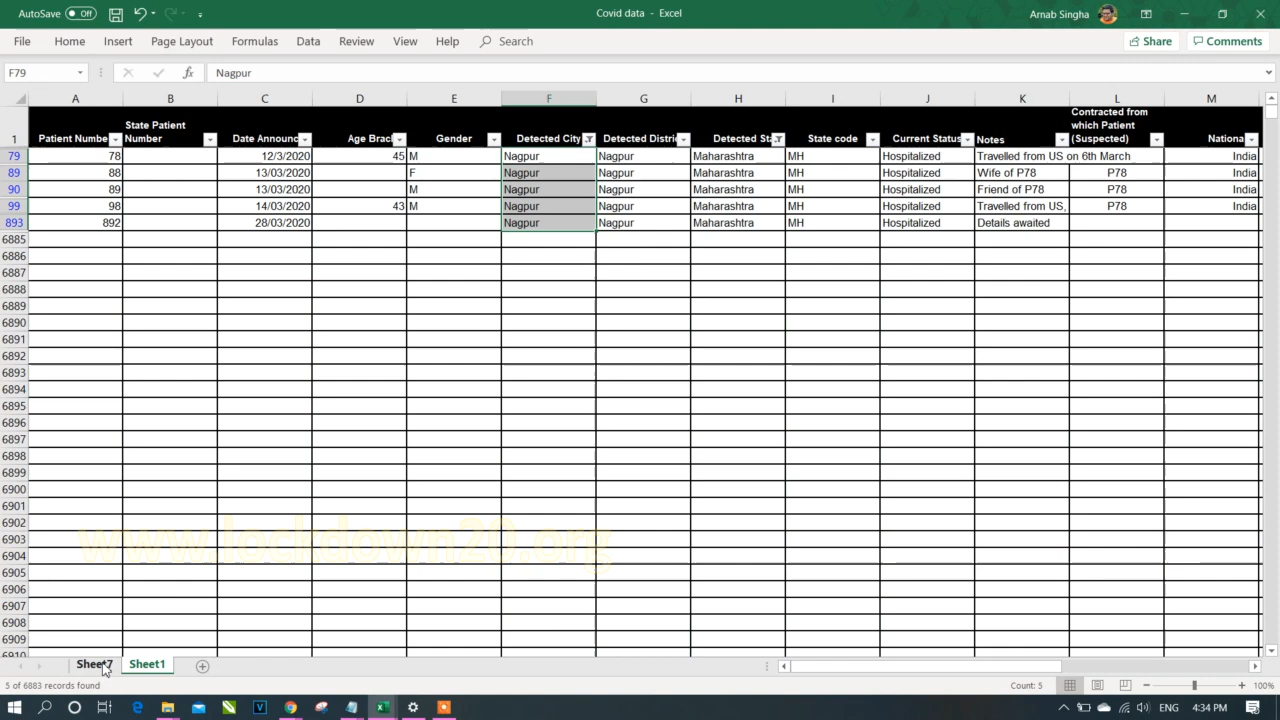 AutoSave Off Covid data - Excel Arnab Singha
File Home Insert Page Layout Formulas Data Review View Help Search Share Comments
F79 fx Nagpur
A B C D E F G H I J K L M
1 Patient Numbe State Patient Number Date Announc Age Brack Gender Detected City Detected Distric Detected Sta State code Current Status Notes Contracted from which Patient (Suspected) Nationa
79 78 12/3/2020 45 M Nagpur Nagpur Maharashtra MH Hospitalized Travelled from US on 6th March India
89 88 13/03/2020 F Nagpur Nagpur Maharashtra MH Hospitalized Wife of P78 P78 India
90 89 13/03/2020 M Nagpur Nagpur Maharashtra MH Hospitalized Friend of P78 P78 India
99 98 14/03/2020 43 M Nagpur Nagpur Maharashtra MH Hospitalized Travelled from US, P78 India
893 892 28/03/2020 Nagpur Nagpur Maharashtra MH Hospitalized Details awaited
6885
6886
6887
6888
6889
6890
6891
6892
6893
6894
6895
6896
6897
6898
6899
6900
6901
6902
6903
www.lockdown20.org
6904
6905
6906
6907
6908
6909
6910
Sheet7 Sheet1
5 of 6883 records found Count: 5 100%
ENG 4:34 PM